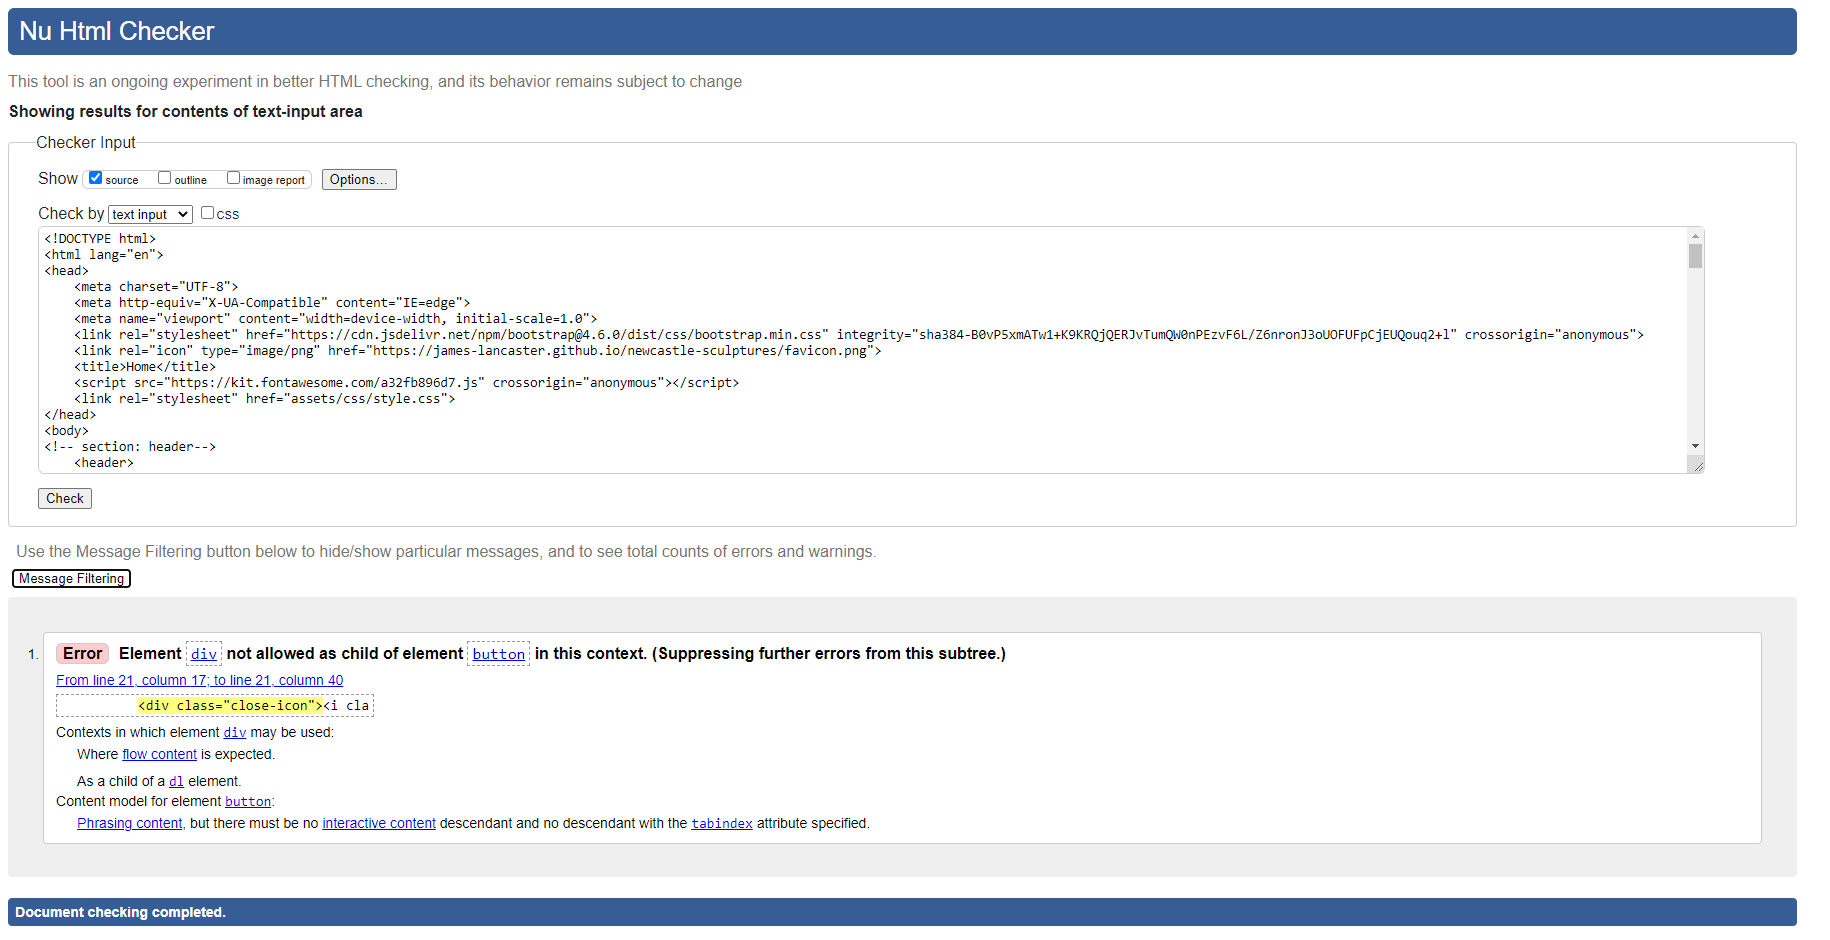 Nu Html Checker
This tool is an ongoing experiment in better HTML checking, and its behavior remains subject to change
Showing results for contents of text-input area
Checker Input
Show source outline image report Options...
Check by text input css
<!DOCTYPE html>
<html lang="en">
<head>
<meta charset="UTF-8">
<meta http-equiv="X-UA-Compatible" content="IE=edge">
<meta name="viewport" content="width=device-width, initial-scale=1.0">
<link rel="stylesheet" href="https://cdn.jsdelivr.net/npm/bootstrap@4.6.0/dist/css/bootstrap.min.css" integrity="sha384-B0vP5xmATw1+K9KRQjQERJvTumQW0nPEzvF6L/Z6nronJ3oUOFUFpCjEUQouq2+l" crossorigin="anonymous">
<link rel="icon" type="image/png" href="https://james-lancaster.github.io/newcastle-sculptures/favicon.png">
<title>Home</title>
<script src="https://kit.fontawesome.com/a32fb896d7.js" crossorigin="anonymous"></script>
<link rel="stylesheet" href="assets/css/style.css">
</head>
<body>
<!-- section: header-->
<header>
Check
Use the Message Filtering button below to hide/show particular messages, and to see total counts of errors and warnings.
Message Filtering
1. Error Element div not allowed as child of element button in this context. (Suppressing further errors from this subtree.)
From line 21, column 17; to line 21, column 40
<div class="close-icon"><i cla
Contexts in which element div may be used:
Where flow content is expected.
As a child of a dl element.
Content model for element button:
Phrasing content, but there must be no interactive content descendant and no descendant with the tabindex attribute specified.
Document checking completed.